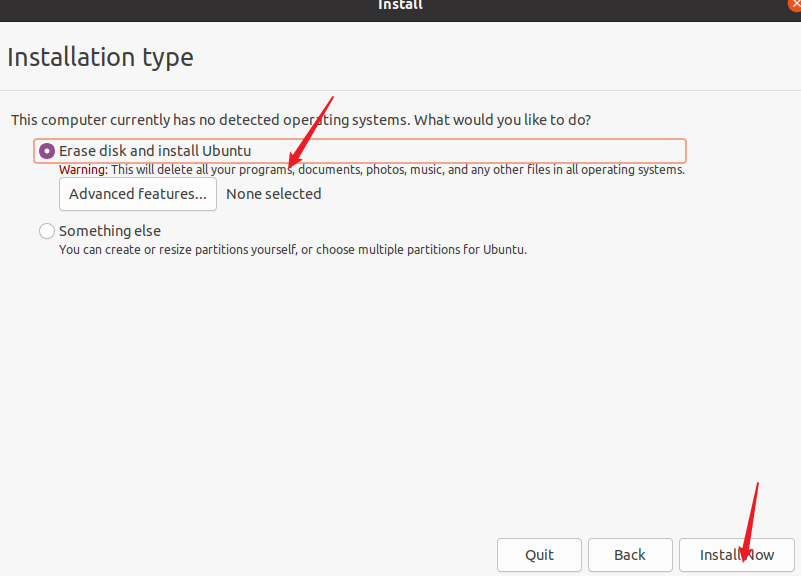 Install
Installation type
This computer currently has no detected operating systems. What would you like to do?
Erase disk and install Ubuntu
Warning: This will delete all your programs, documents, photos, music, and any other files in all operating systems.
Advanced features... None selected
Something else
You can create or resize partitions yourself, or choose multiple partitions for Ubuntu.
Quit Back Install Now